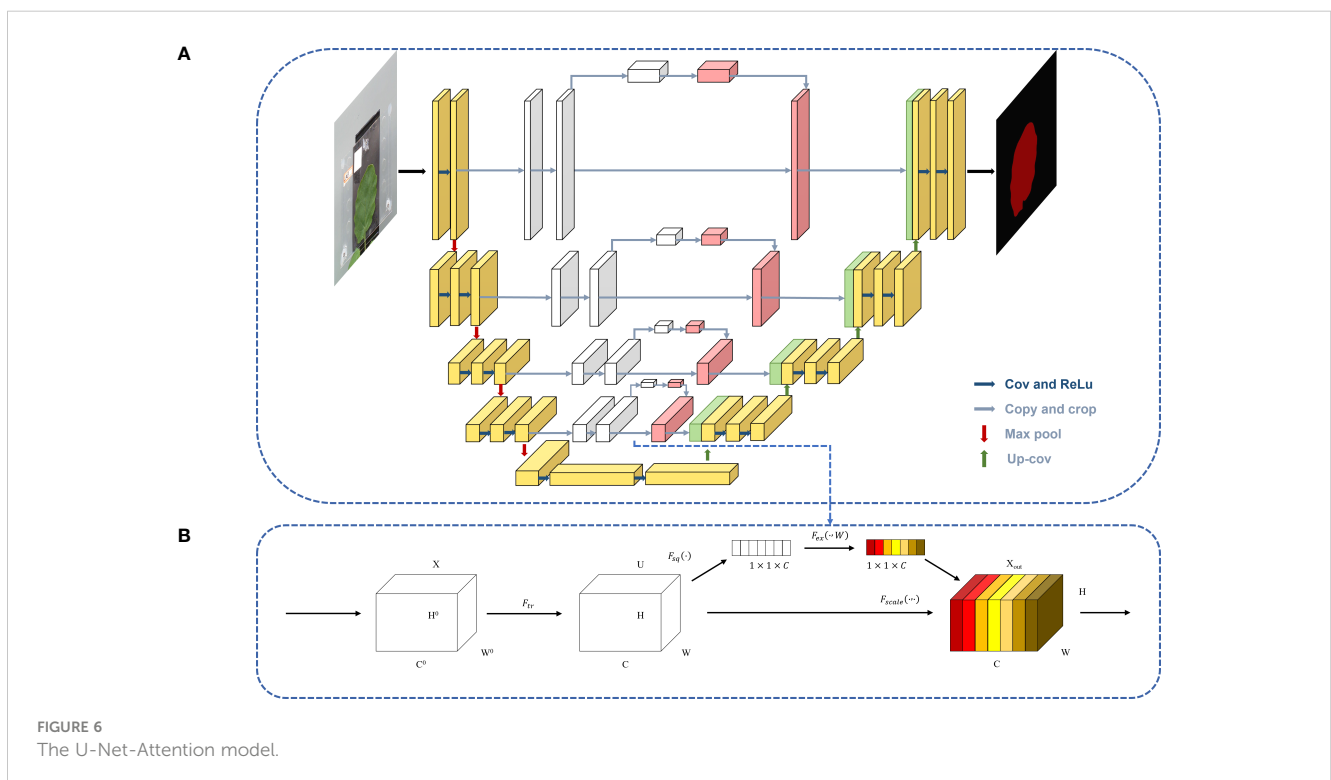 A
Cov and ReLu
Copy and crop
Max pool
Up-cov
B
X
H⁰
C⁰
W⁰
F_tr
U
H
C
W
F_sq(·)
1 × 1 × C
F_ex(·,W)
1 × 1 × C
F_scale(·,·)
X_out
H
C
W
FIGURE 6
The U-Net-Attention model.